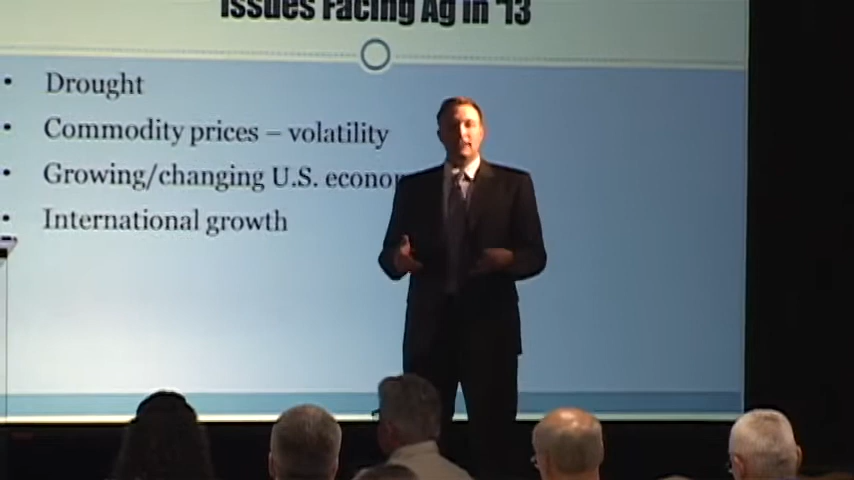 Issues Facing Ag in '13
• Drought
• Commodity prices – volatility
• Growing/changing U.S. econo
• International growth